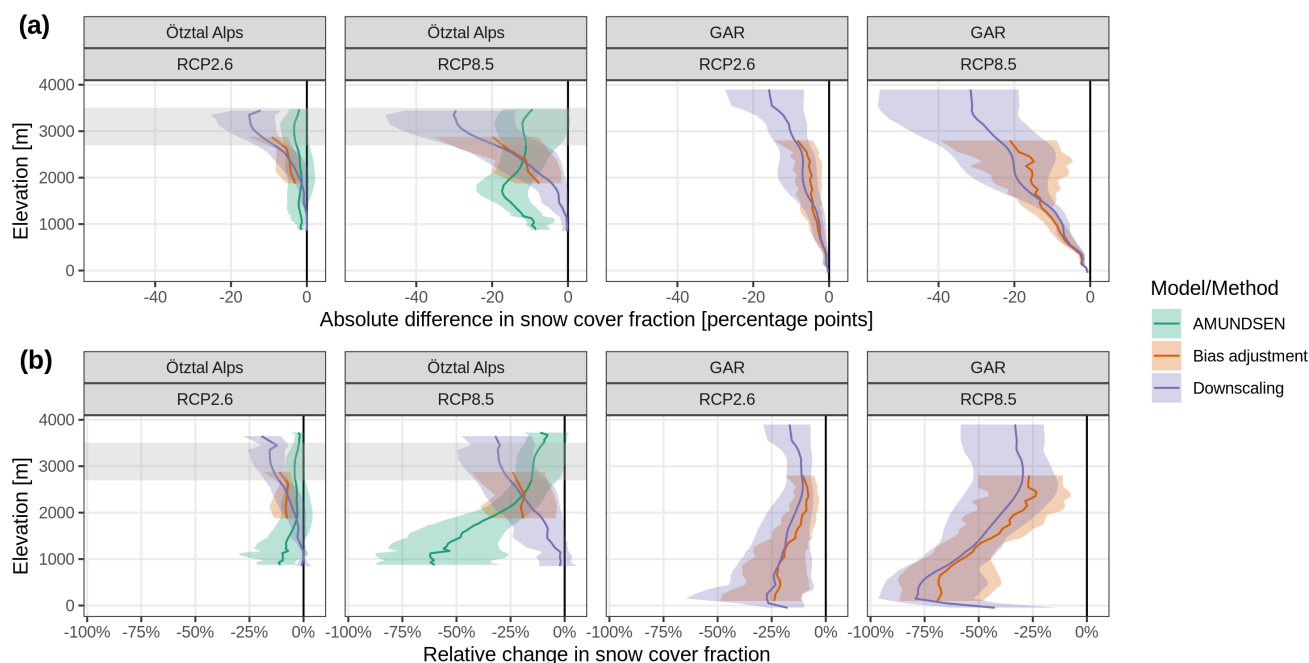 (a)
Ötztal Alps Ötztal Alps GAR GAR
RCP2.6 RCP8.5 RCP2.6 RCP8.5
Elevation [m]
4000
3000
2000
1000
0
-40 -20 0 -40 -20 0 -40 -20 0 -40 -20 0
Absolute difference in snow cover fraction [percentage points]
Model/Method
AMUNDSEN
Bias adjustment
Downscaling
(b)
Ötztal Alps Ötztal Alps GAR GAR
RCP2.6 RCP8.5 RCP2.6 RCP8.5
Elevation [m]
4000
3000
2000
1000
0
-100% -75% -50% -25% 0% -100% -75% -50% -25% 0% -100% -75% -50% -25% 0% -100% -75% -50% -25% 0%
Relative change in snow cover fraction